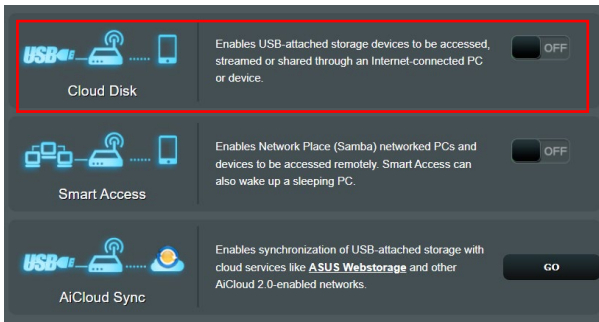 Enables USB-attached storage devices to be accessed,
USB
streamed or shared through an Internet-connected PC
OFF
or device.
Cloud Disk
Enables Network Place (Samba) networked PCs and
devices to be accessed remotely. Smart Access can
OFF
also wake up a sleeping PC.
Smart Access
Enables synchronization of USB-attached storage with
USB
cloud services like ASUS Webstorage and other
GO
AiCloud 2.0-enabled networks.
AiCloud Sync